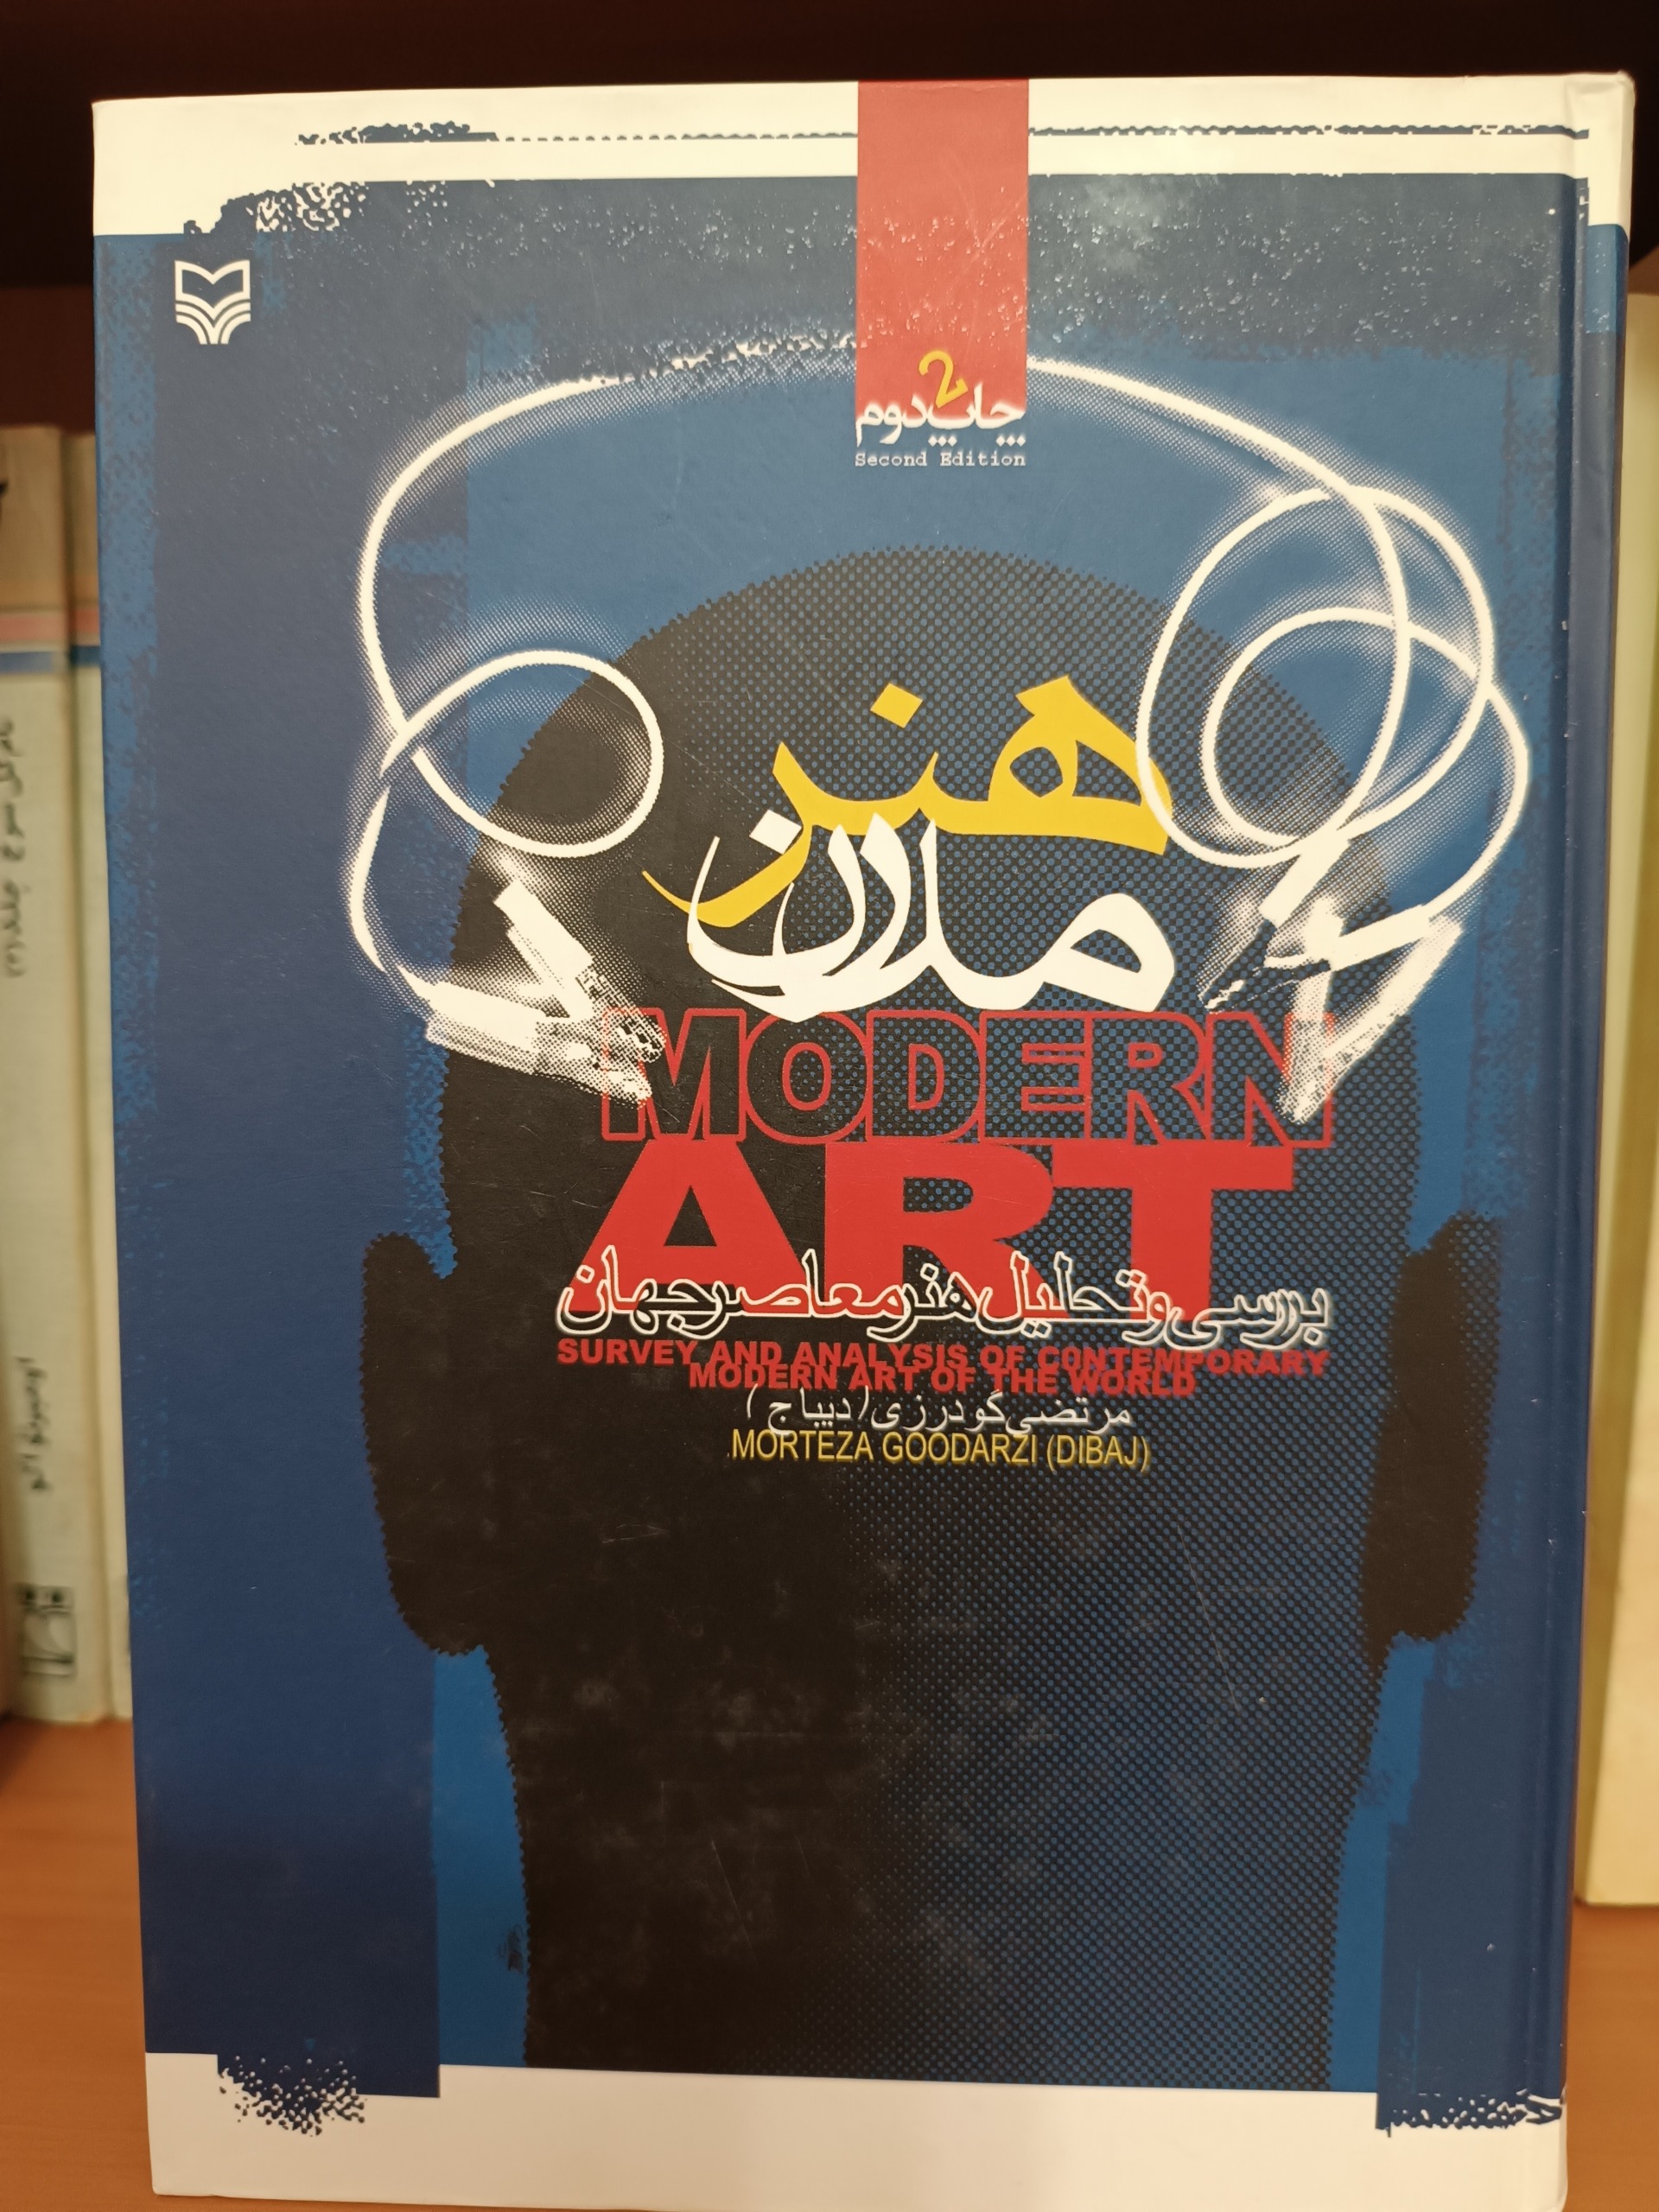 2
چاپ دوم
Second Edition
هنر
مدرن
MODERN
ART
بررسی و تحلیل هنر معاصر جهان
SURVEY AND ANALYSIS OF CONTEMPORARY
MODERN ART OF THE WORLD
مرتضی گودرزی (دیباج)
MORTEZA GOODARZI (DIBAJ)